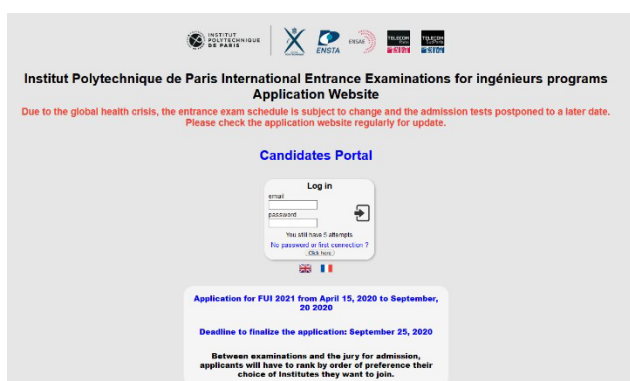 INSTITUT
POLYTECHNIQUE
DE PARIS
ENSTA
ENSAE
TELECOM
Paris
TELECOM
SudParis
Institut Polytechnique de Paris International Entrance Examinations for ingénieurs programs
Application Website
Due to the global health crisis, the entrance exam schedule is subject to change and the admission tests postponed to a later date.
Please check the application website regularly for update.
Candidates Portal
Log in
email
password
You still have 5 attempts
No password or first connection ?
Click here !
Application for FUI 2021 from April 15, 2020 to September,
20 2020
Deadline to finalize the application: September 25, 2020
Between examinations and the jury for admission,
applicants will have to rank by order of preference their
choice of Institutes they want to join.